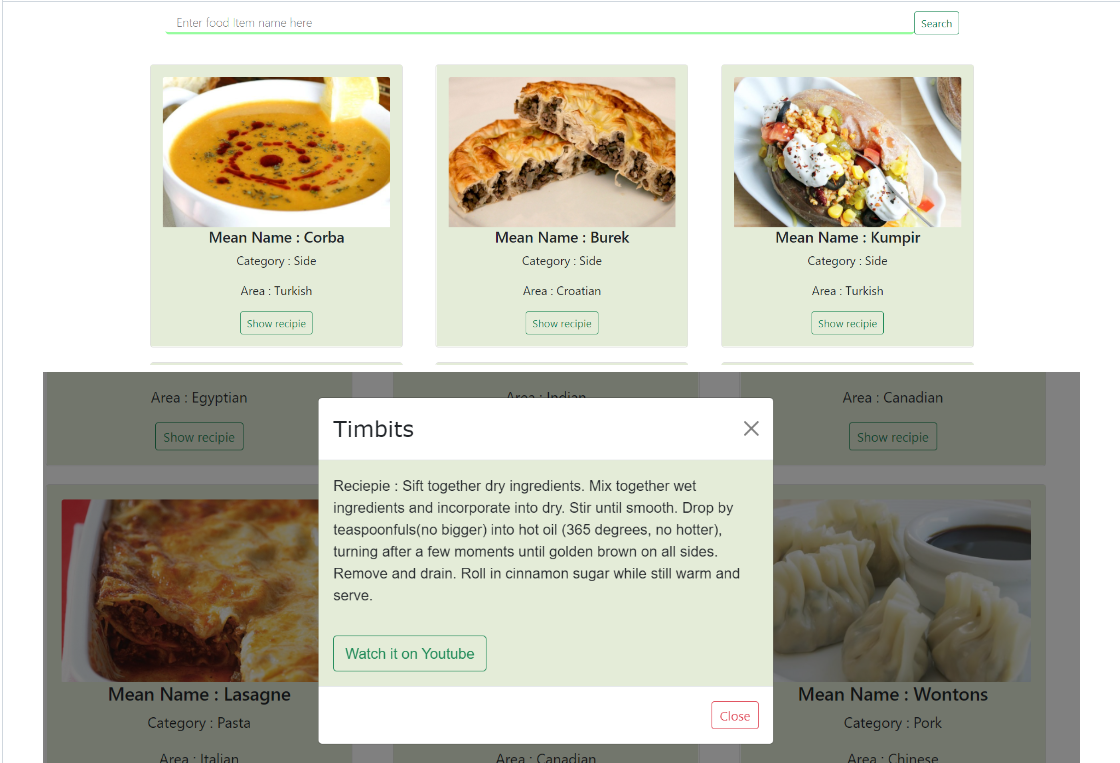 Enter food Item name here
Search
Mean Name : Corba
Category : Side
Area : Turkish
Show recipie
Mean Name : Burek
Category : Side
Area : Croatian
Show recipie
Mean Name : Kumpir
Category : Side
Area : Turkish
Show recipie
Area : Egyptian
Area : Indian
Area : Canadian
Show recipie
Show recipie
Timbits
Reciepie : Sift together dry ingredients. Mix together wet
ingredients and incorporate into dry. Stir until smooth. Drop by
teaspoonfuls(no bigger) into hot oil (365 degrees, no hotter),
turning after a few moments until golden brown on all sides.
Remove and drain. Roll in cinnamon sugar while still warm and
serve.
Watch it on Youtube
Close
Mean Name : Lasagne
Category : Pasta
Area : Italian
Area : Canadian
Mean Name : Wontons
Category : Pork
Area : Chinese